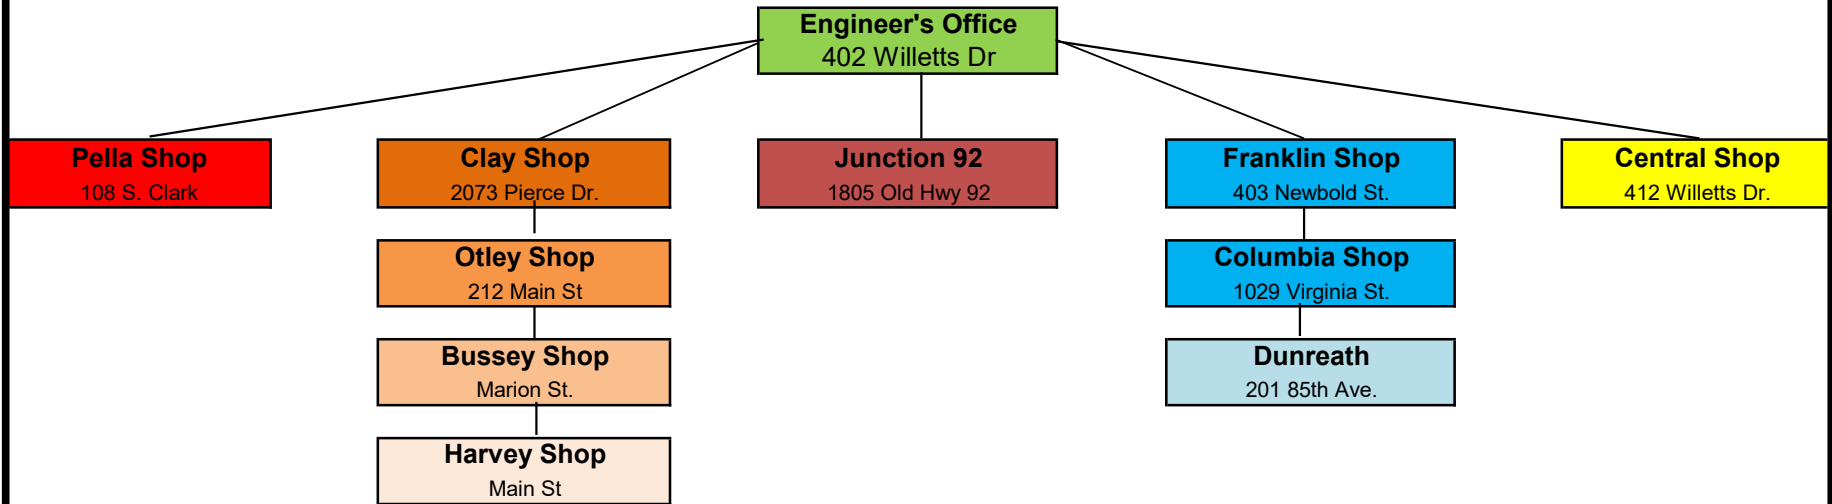 Engineer's Office
402 Willetts Dr
Pella Shop
108 S. Clark
Clay Shop
2073 Pierce Dr.
Junction 92
1805 Old Hwy 92
Franklin Shop
403 Newbold St.
Central Shop
412 Willetts Dr.
Otley Shop
212 Main St
Columbia Shop
1029 Virginia St.
Bussey Shop
Marion St.
Dunreath
201 85th Ave.
Harvey Shop
Main St